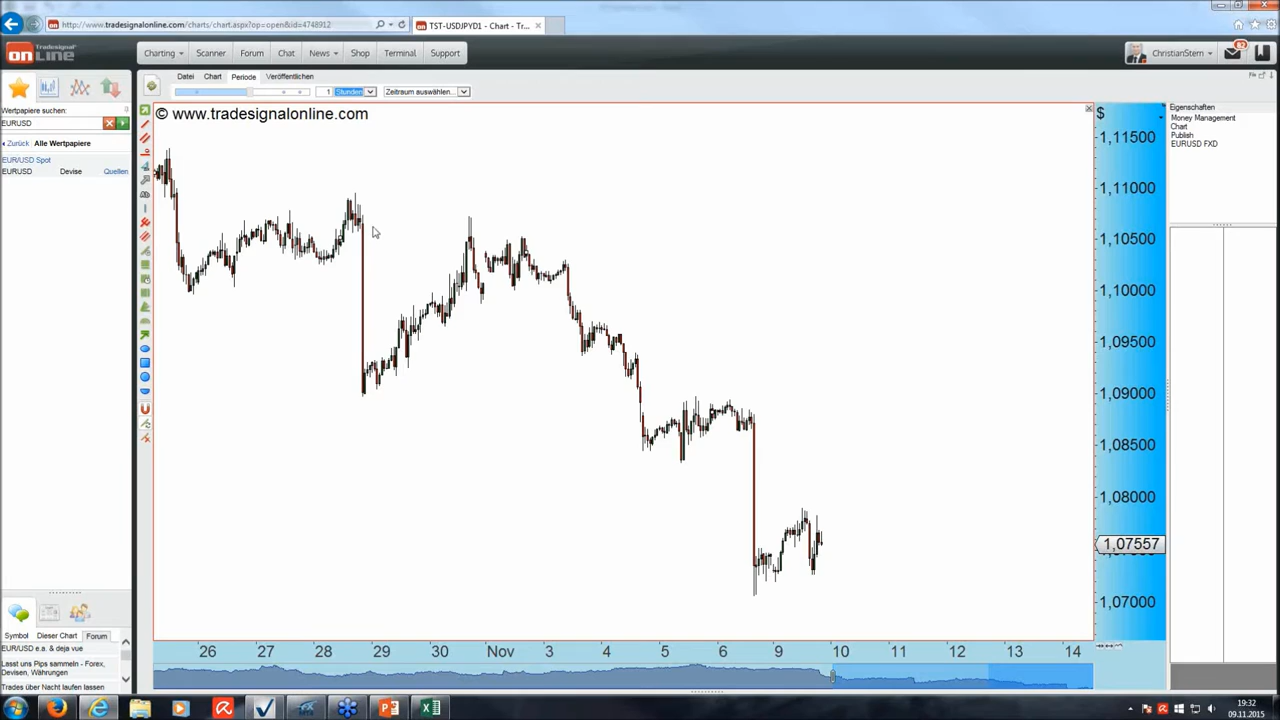 http://www.tradesignalonline.com/charts/chart.aspx?op=open&id=4748912
TST-USDJPYD1 - Chart - Tra...
Tradesignal
on LINE
Charting
Scanner
Forum
Chat
News
Shop
Terminal
Support
ChristianStern
82
Datei
Chart
Periode
Veröffentlichen
1
Stunden
Zeitraum auswählen...
Wertpapiere suchen:
EURUSD
Zurück
Alle Wertpapiere
EUR/USD Spot
EURUSD
Devise
Quellen
© www.tradesignalonline.com
$
1,11500
1,11000
1,10500
1,10000
1,09500
1,09000
1,08500
1,08000
1,07557
1,07000
26
27
28
29
30
Nov
3
4
5
6
9
10
11
12
13
14
Eigenschaften
Money Management
Chart
Publish
EURUSD FXD
Symbol
Dieser Chart
Forum
EUR/USD e.a. & deja vue
Lasst uns Pips sammeln - Forex,
Devisen, Währungen
Trades über Nacht laufen lassen
19:32
09.11.2015